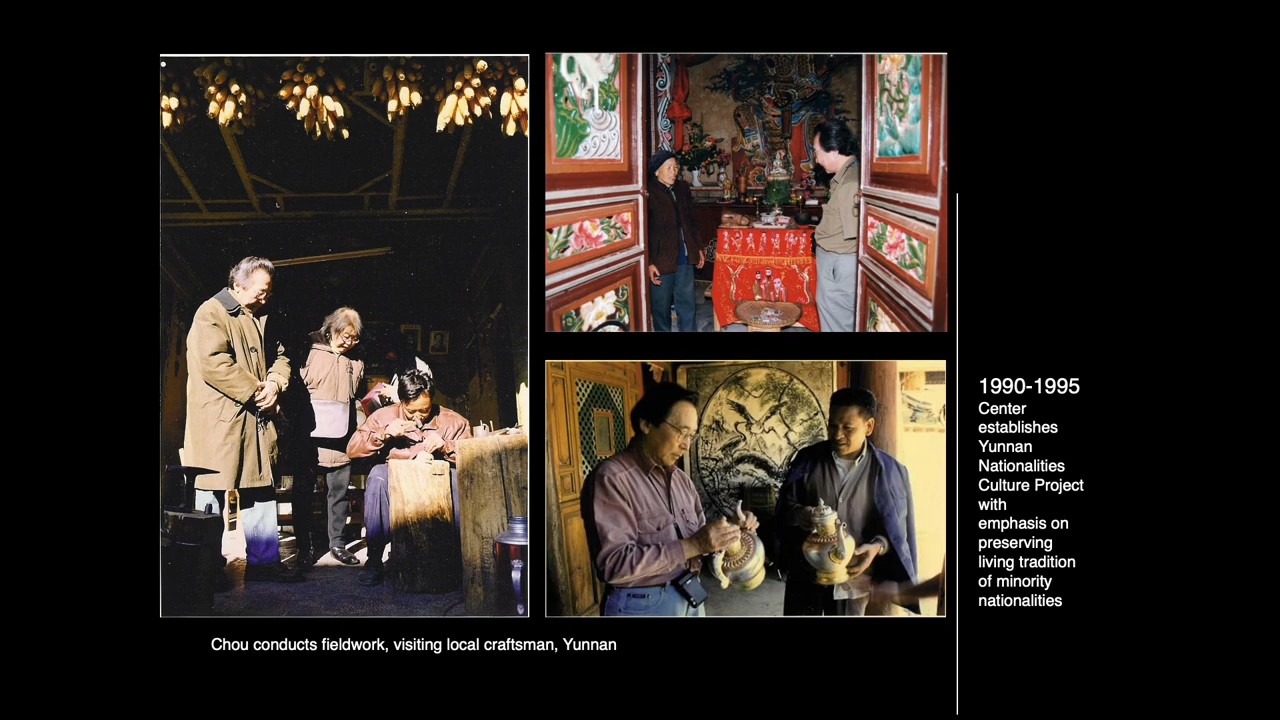 1990-1995
Center
establishes
Yunnan
Nationalities
Culture Project
with
emphasis on
preserving
living tradition
of minority
nationalities
Chou conducts fieldwork, visiting local craftsman, Yunnan